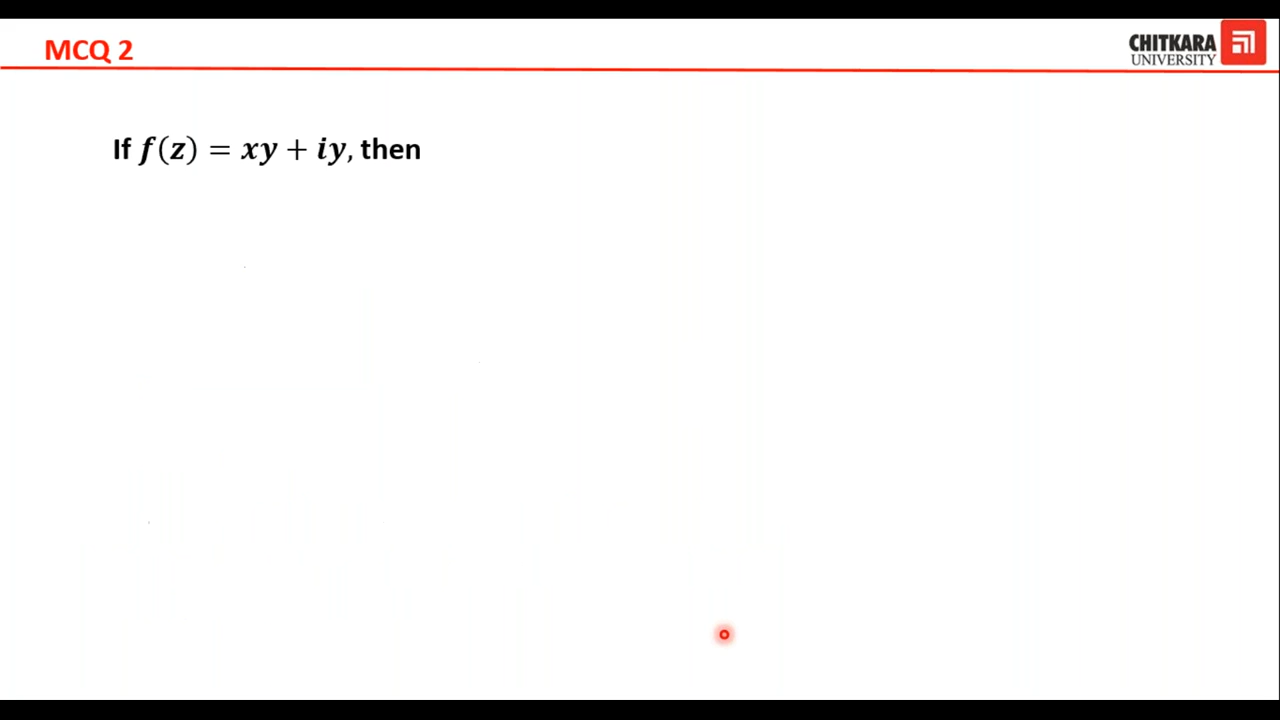 MCQ 2
CHITKARA
UNIVERSITY
If f(z) = xy + iy, then